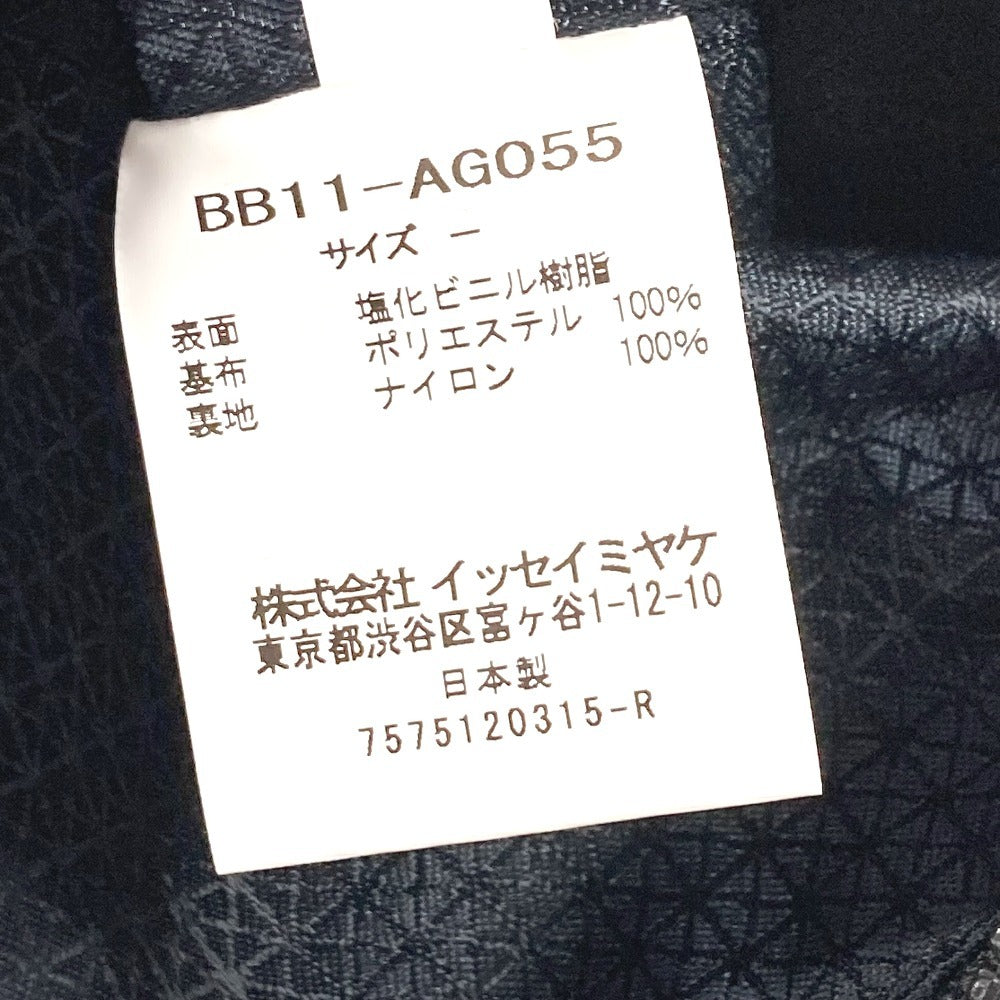 BB11-AG055
サイズ －
表面 塩化ビニル樹脂
基布 ポリエステル 100%
裏地 ナイロン 100%
株式会社 イッセイミヤケ
東京都渋谷区富ヶ谷1-12-10
日本製
7575120315-R